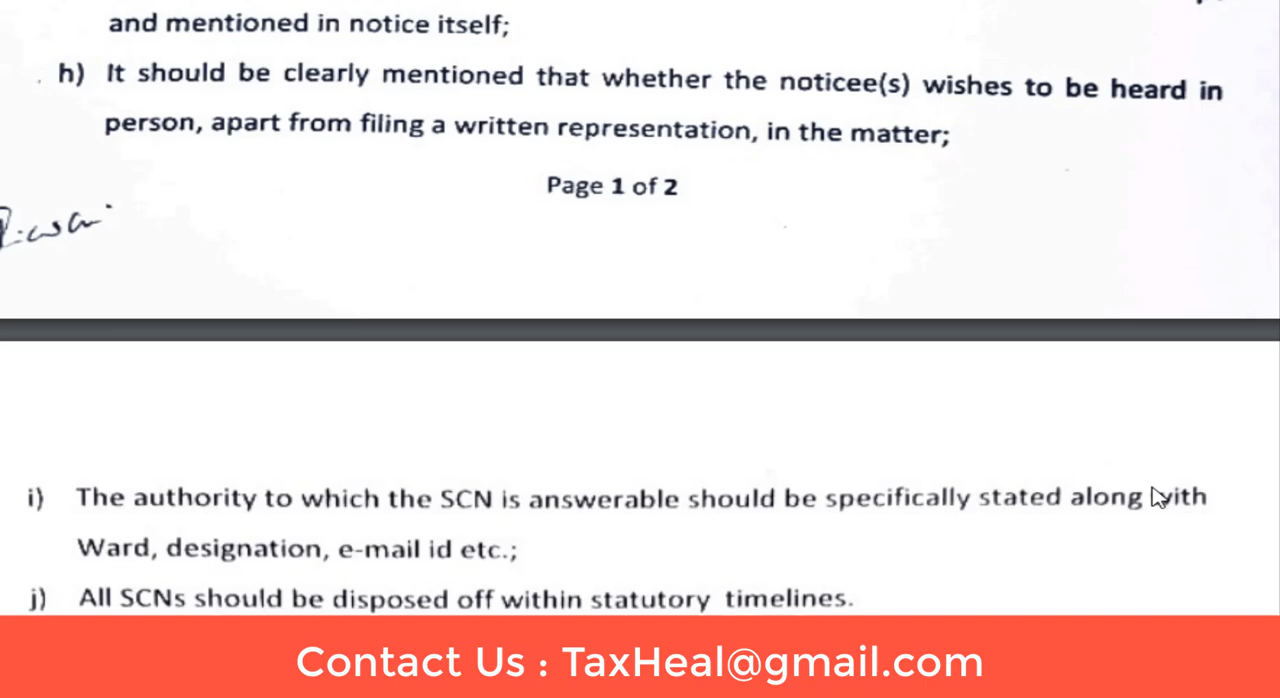 and mentioned in notice itself;
h) It should be clearly mentioned that whether the noticee(s) wishes to be heard in
person, apart from filing a written representation, in the matter;
Page 1 of 2
i) The authority to which the SCN is answerable should be specifically stated along with
Ward, designation, e-mail id etc.;
j) All SCNs should be disposed off within statutory timelines.
Contact Us : TaxHeal@gmail.com